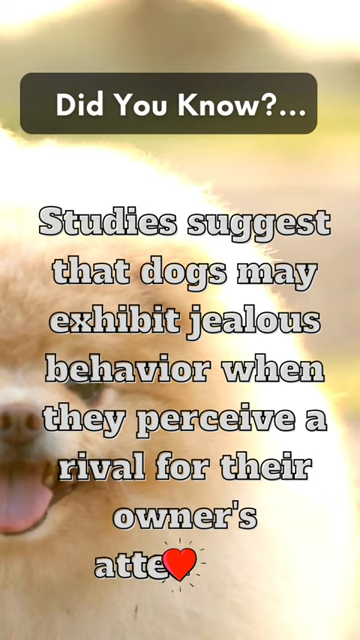 Did You Know?...
Studies suggest
that dogs may
exhibit jealous
behavior when
they perceive a
rival for their
owner's